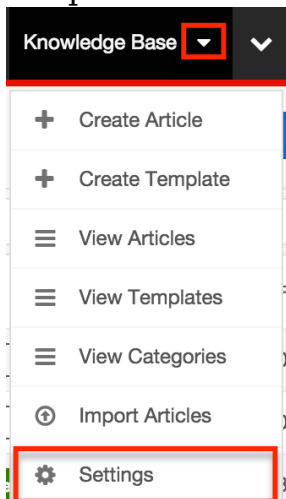 Knowledge Base
Create Article
Create Template
View Articles
View Templates
View Categories
Import Articles
Settings